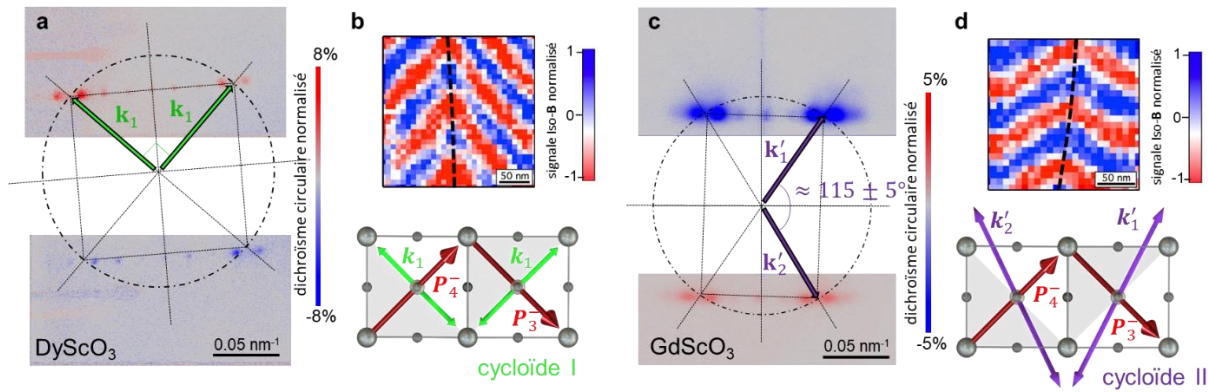 a
8%
k₁
k₁
dichroïsme circulaire normalisé
-8%
DyScO₃
0.05 nm⁻¹
b
1
0
-1
signale Iso-B normalisé
50 nm
k₁
P₄⁻
k₁
P₃⁻
cycloïde I
c
5%
k′₁
≈ 115 ± 5°
k′₂
dichroïsme circulaire normalisé
-5%
GdScO₃
0.05 nm⁻¹
d
1
0
-1
signale Iso-B normalisé
50 nm
k′₂
k′₁
P₄⁻
P₃⁻
cycloïde II